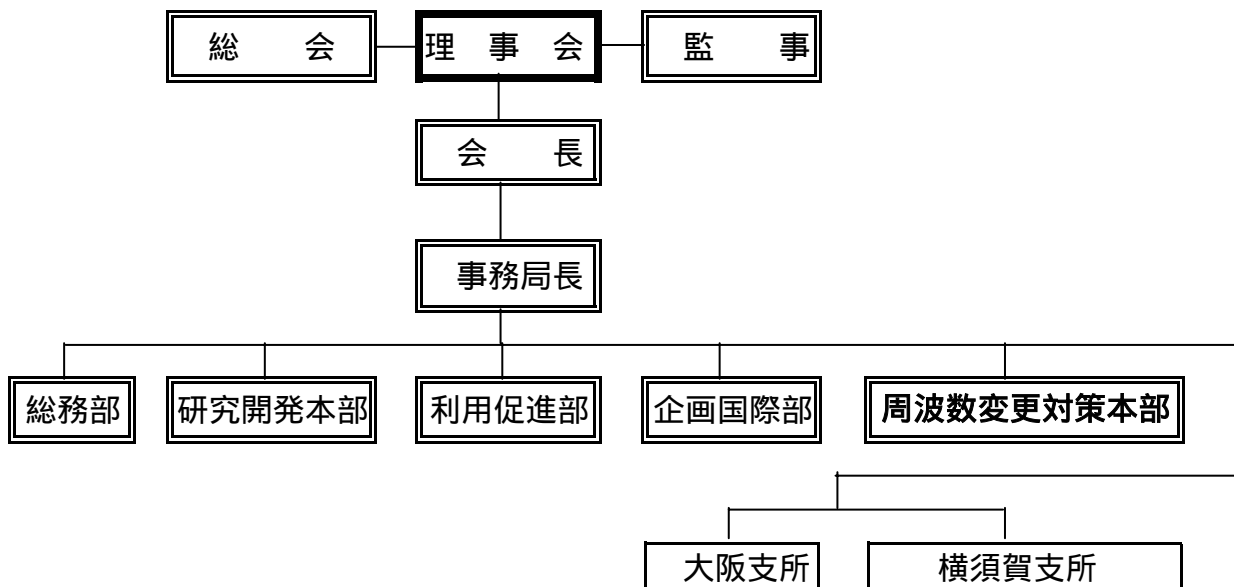 総　会
理　事　会
監　事
会　長
事務局長
総務部
研究開発本部
利用促進部
企画国際部
周波数変更対策本部
大阪支所
横須賀支所